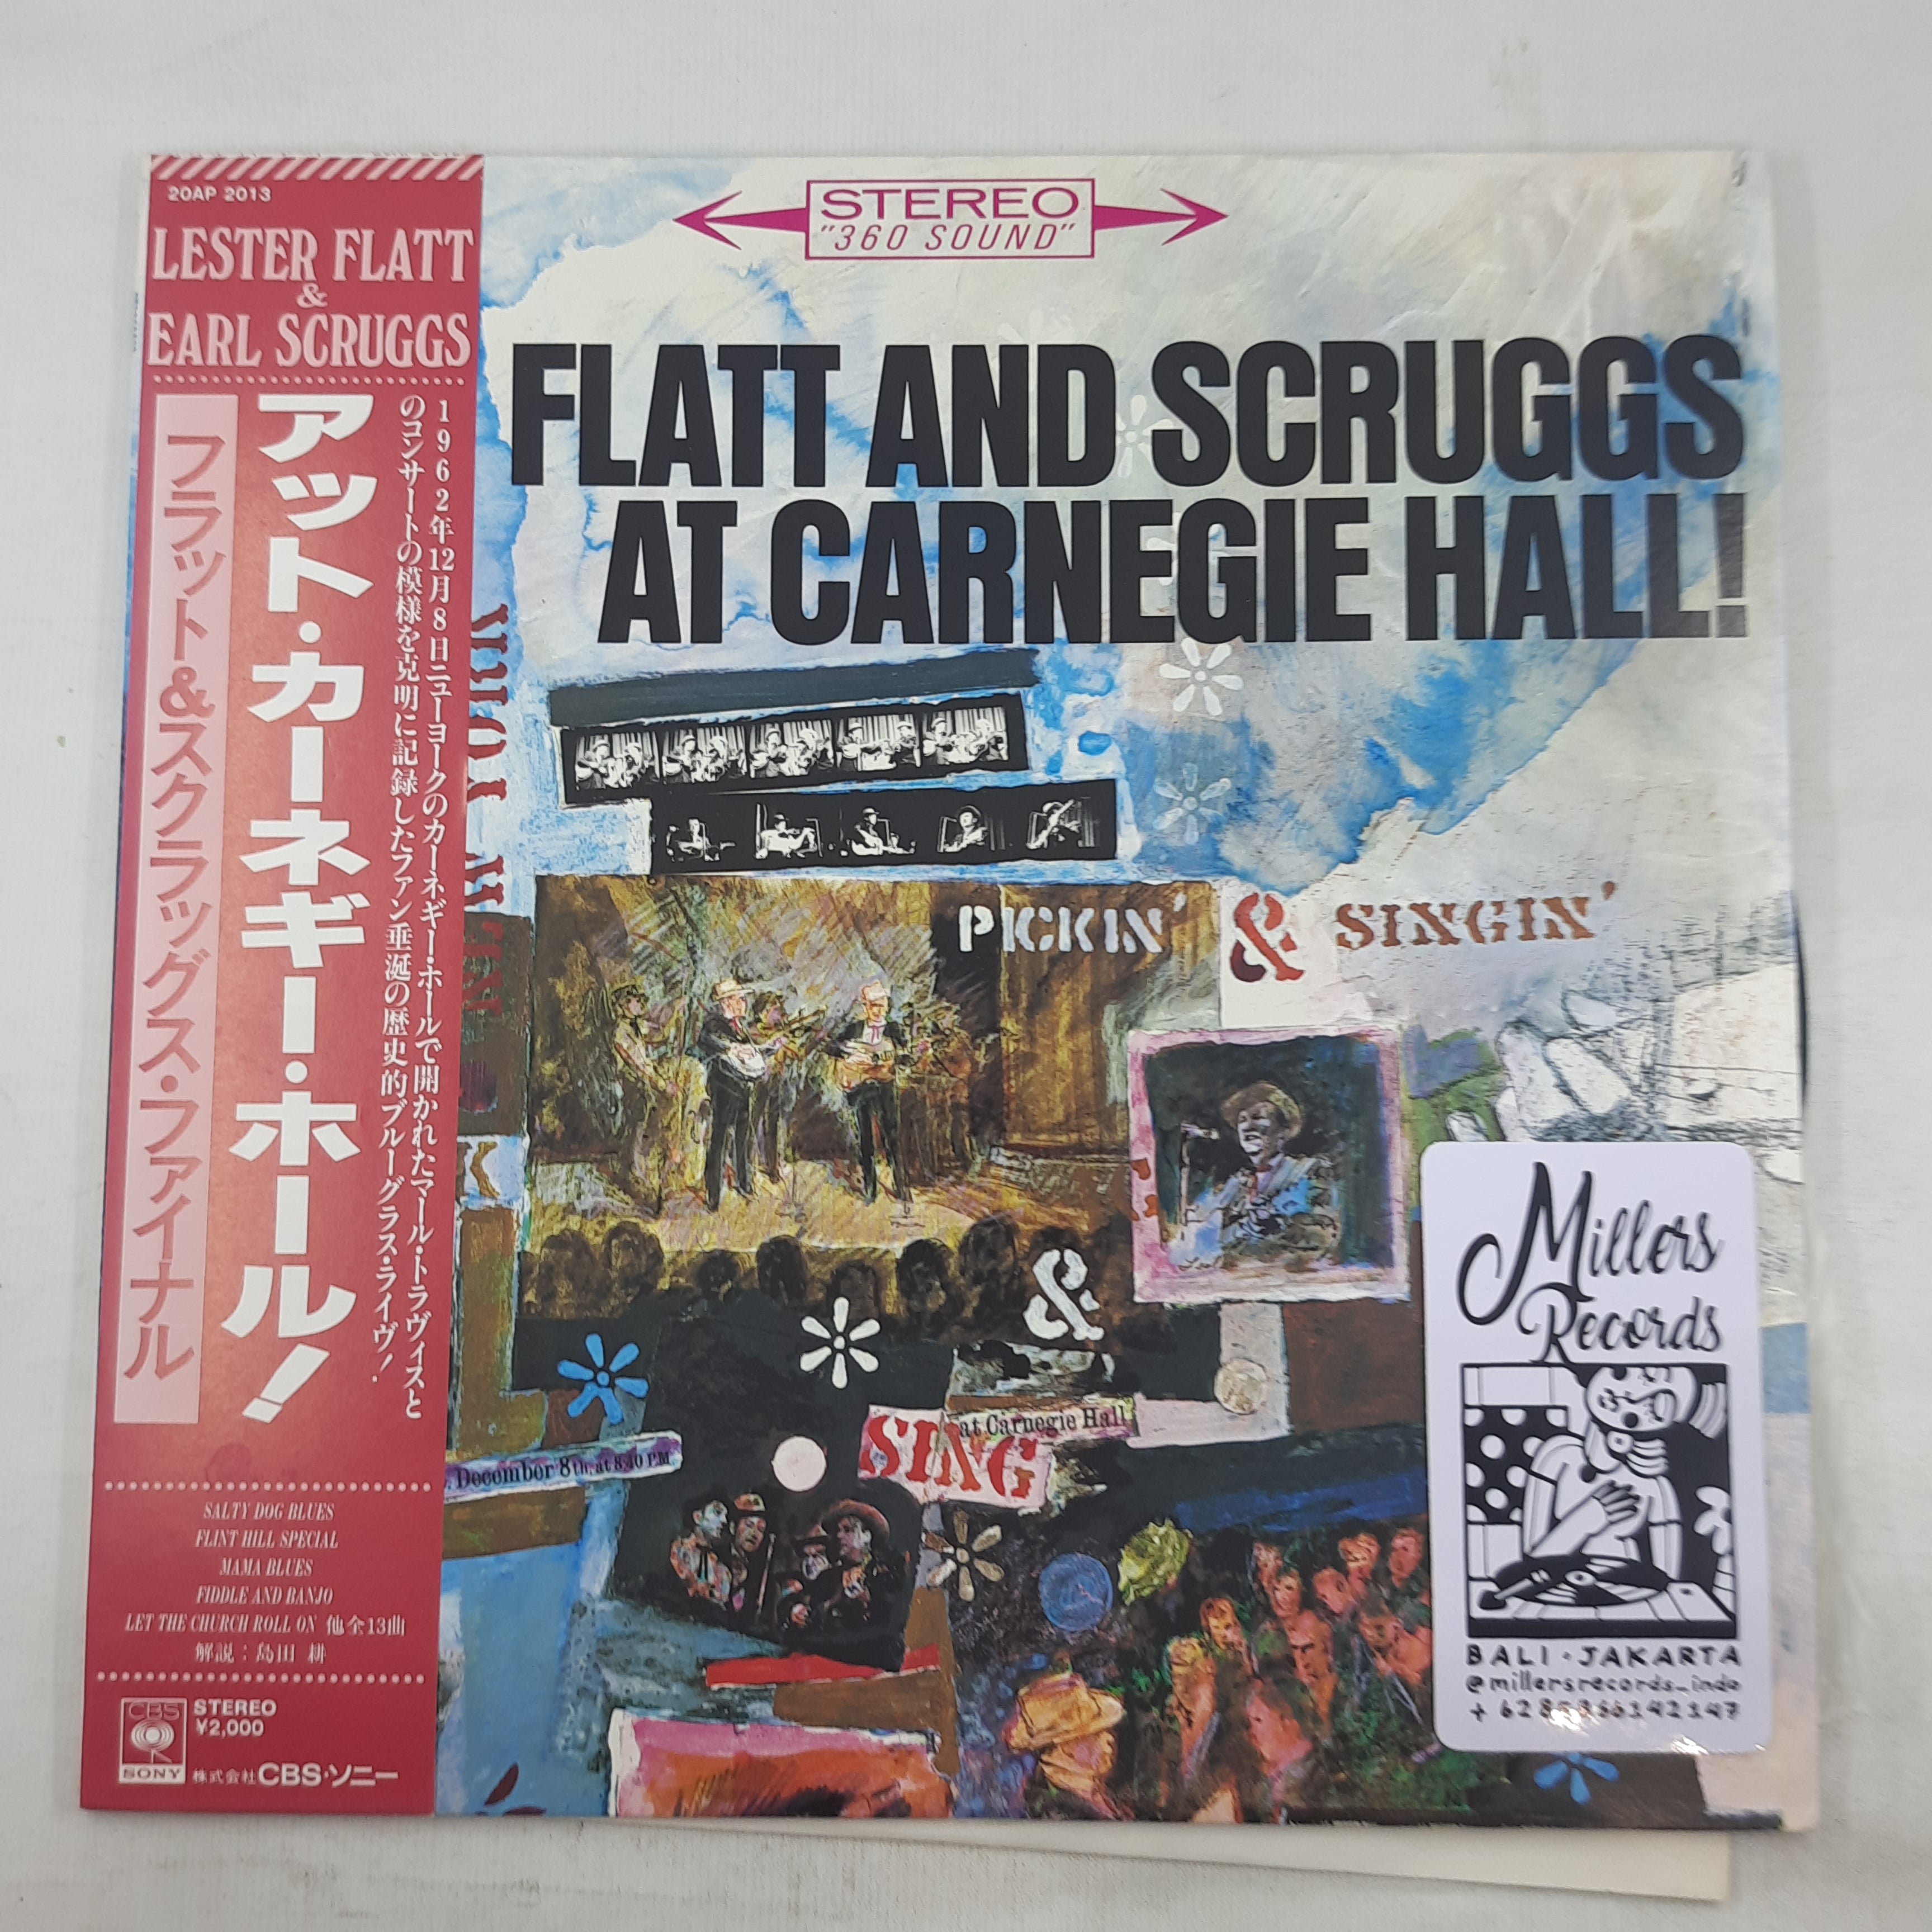 20AP 2013
LESTER FLATT
&
EARL SCRUGGS
1962年12月8日ニューヨークのカーネギー・ホールで開かれたマール・トラヴィスと
のコンサートの模様を克明に記録したファン垂涎の歴史的ブルーグラス・ライヴ!
アット・カーネギー・ホール!
フラット&スクラッグス・ファイナル
SALTY DOG BLUES
FLINT HILL SPECIAL
MAMA BLUES
FIDDLE AND BANJO
LET THE CHURCH ROLL ON 他全13曲
解説:島田 耕
CBS
SONY
STEREO
¥2,000
株式会社CBS・ソニー
STEREO
"360 SOUND"
FLATT AND SCRUGGS
AT CARNEGIE HALL!
PICKIN' & SINGIN'
&
at Carnegie Hall
SING
December 8th, at 8:40 P.M.
Millers
Records
BALI · JAKARTA
@millersrecords_indo